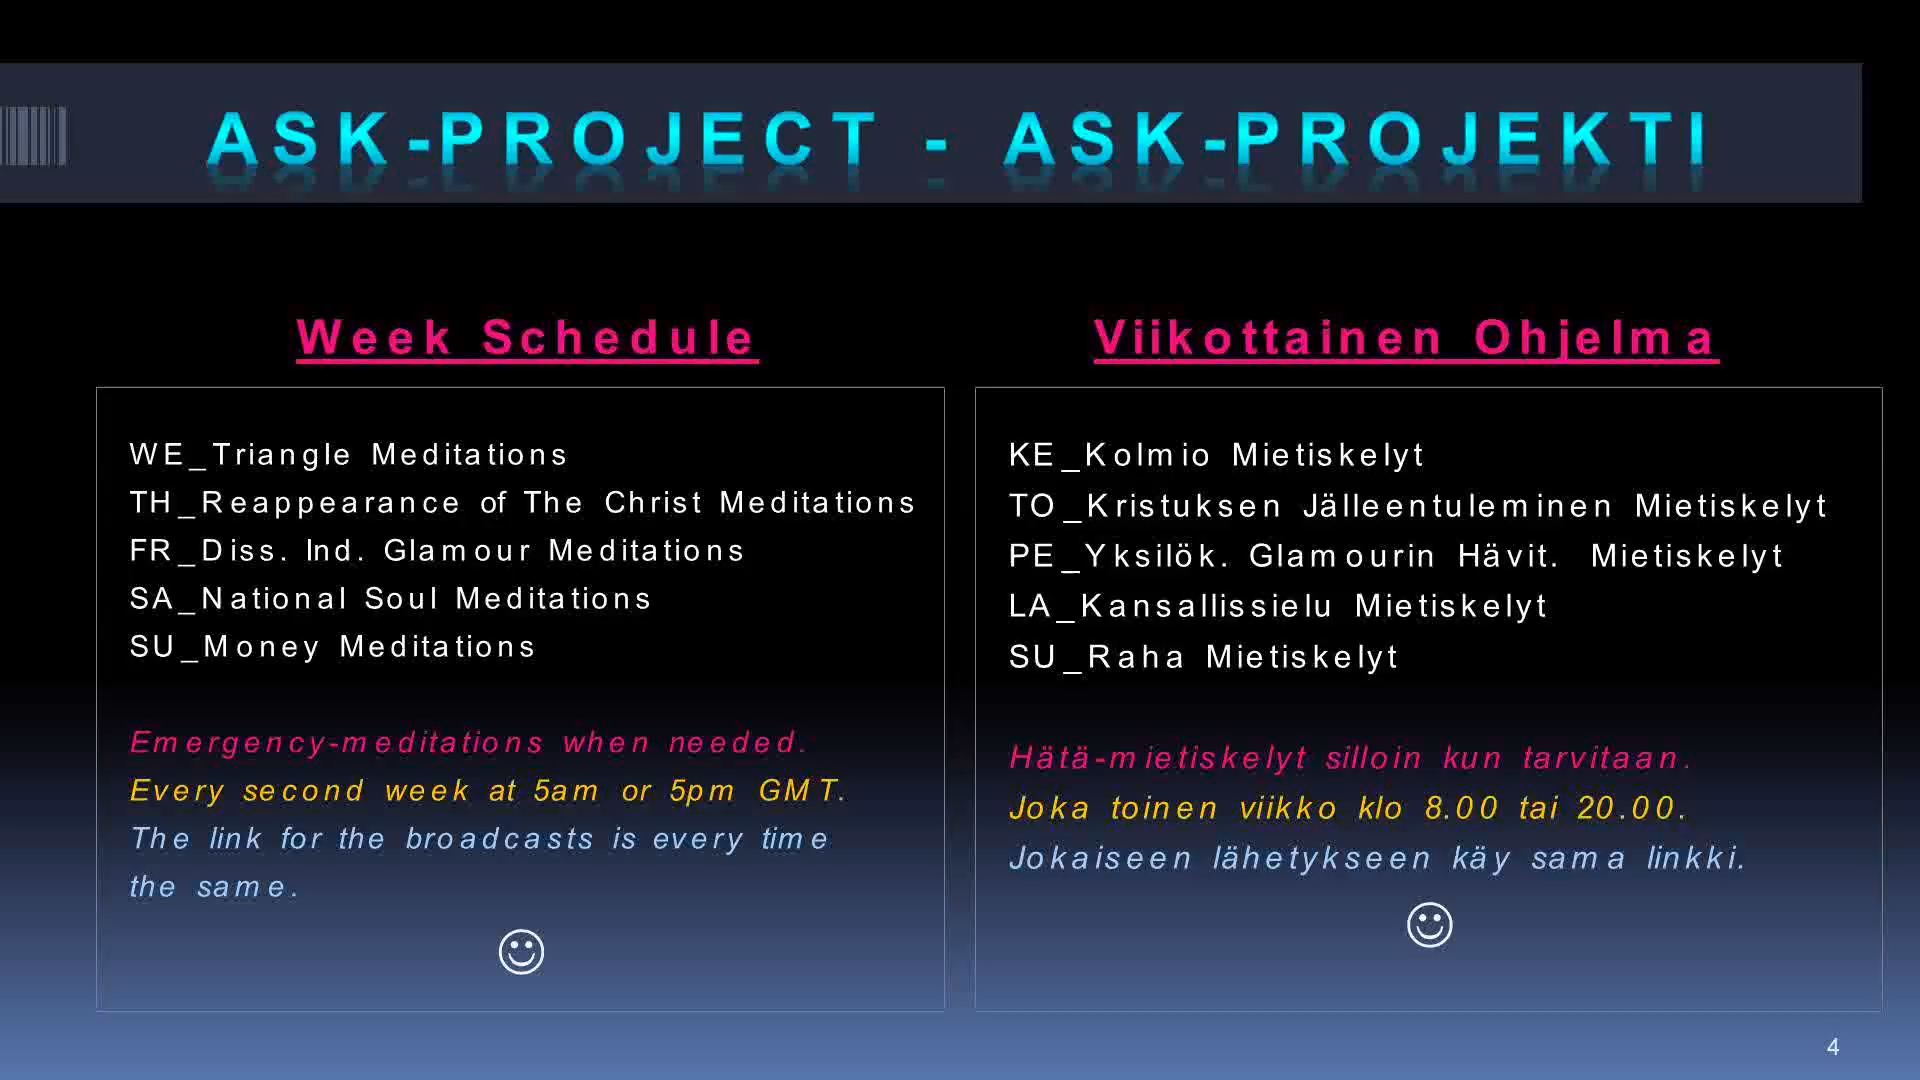 ASK-PROJECT - ASK-PROJEKTI
Week Schedule
WE_Triangle Meditations
TH_Reappearance of The Christ Meditations
FR_Diss. Ind. Glamour Meditations
SA_National Soul Meditations
SU_Money Meditations
Emergency-meditations when needed.
Every second week at 5am or 5pm GMT.
The link for the broadcasts is every time
the same.
Viikottainen Ohjelma
KE_Kolmio Mietiskelyt
TO_Kristuksen Jälleentuleminen Mietiskelyt
PE_Yksilök. Glamourin Hävit. Mietiskelyt
LA_Kansallissielu Mietiskelyt
SU_Raha Mietiskelyt
Hätä-mietiskelyt silloin kun tarvitaan.
Joka toinen viikko klo 8.00 tai 20.00.
Jokaiseen lähetykseen käy sama linkki.
4